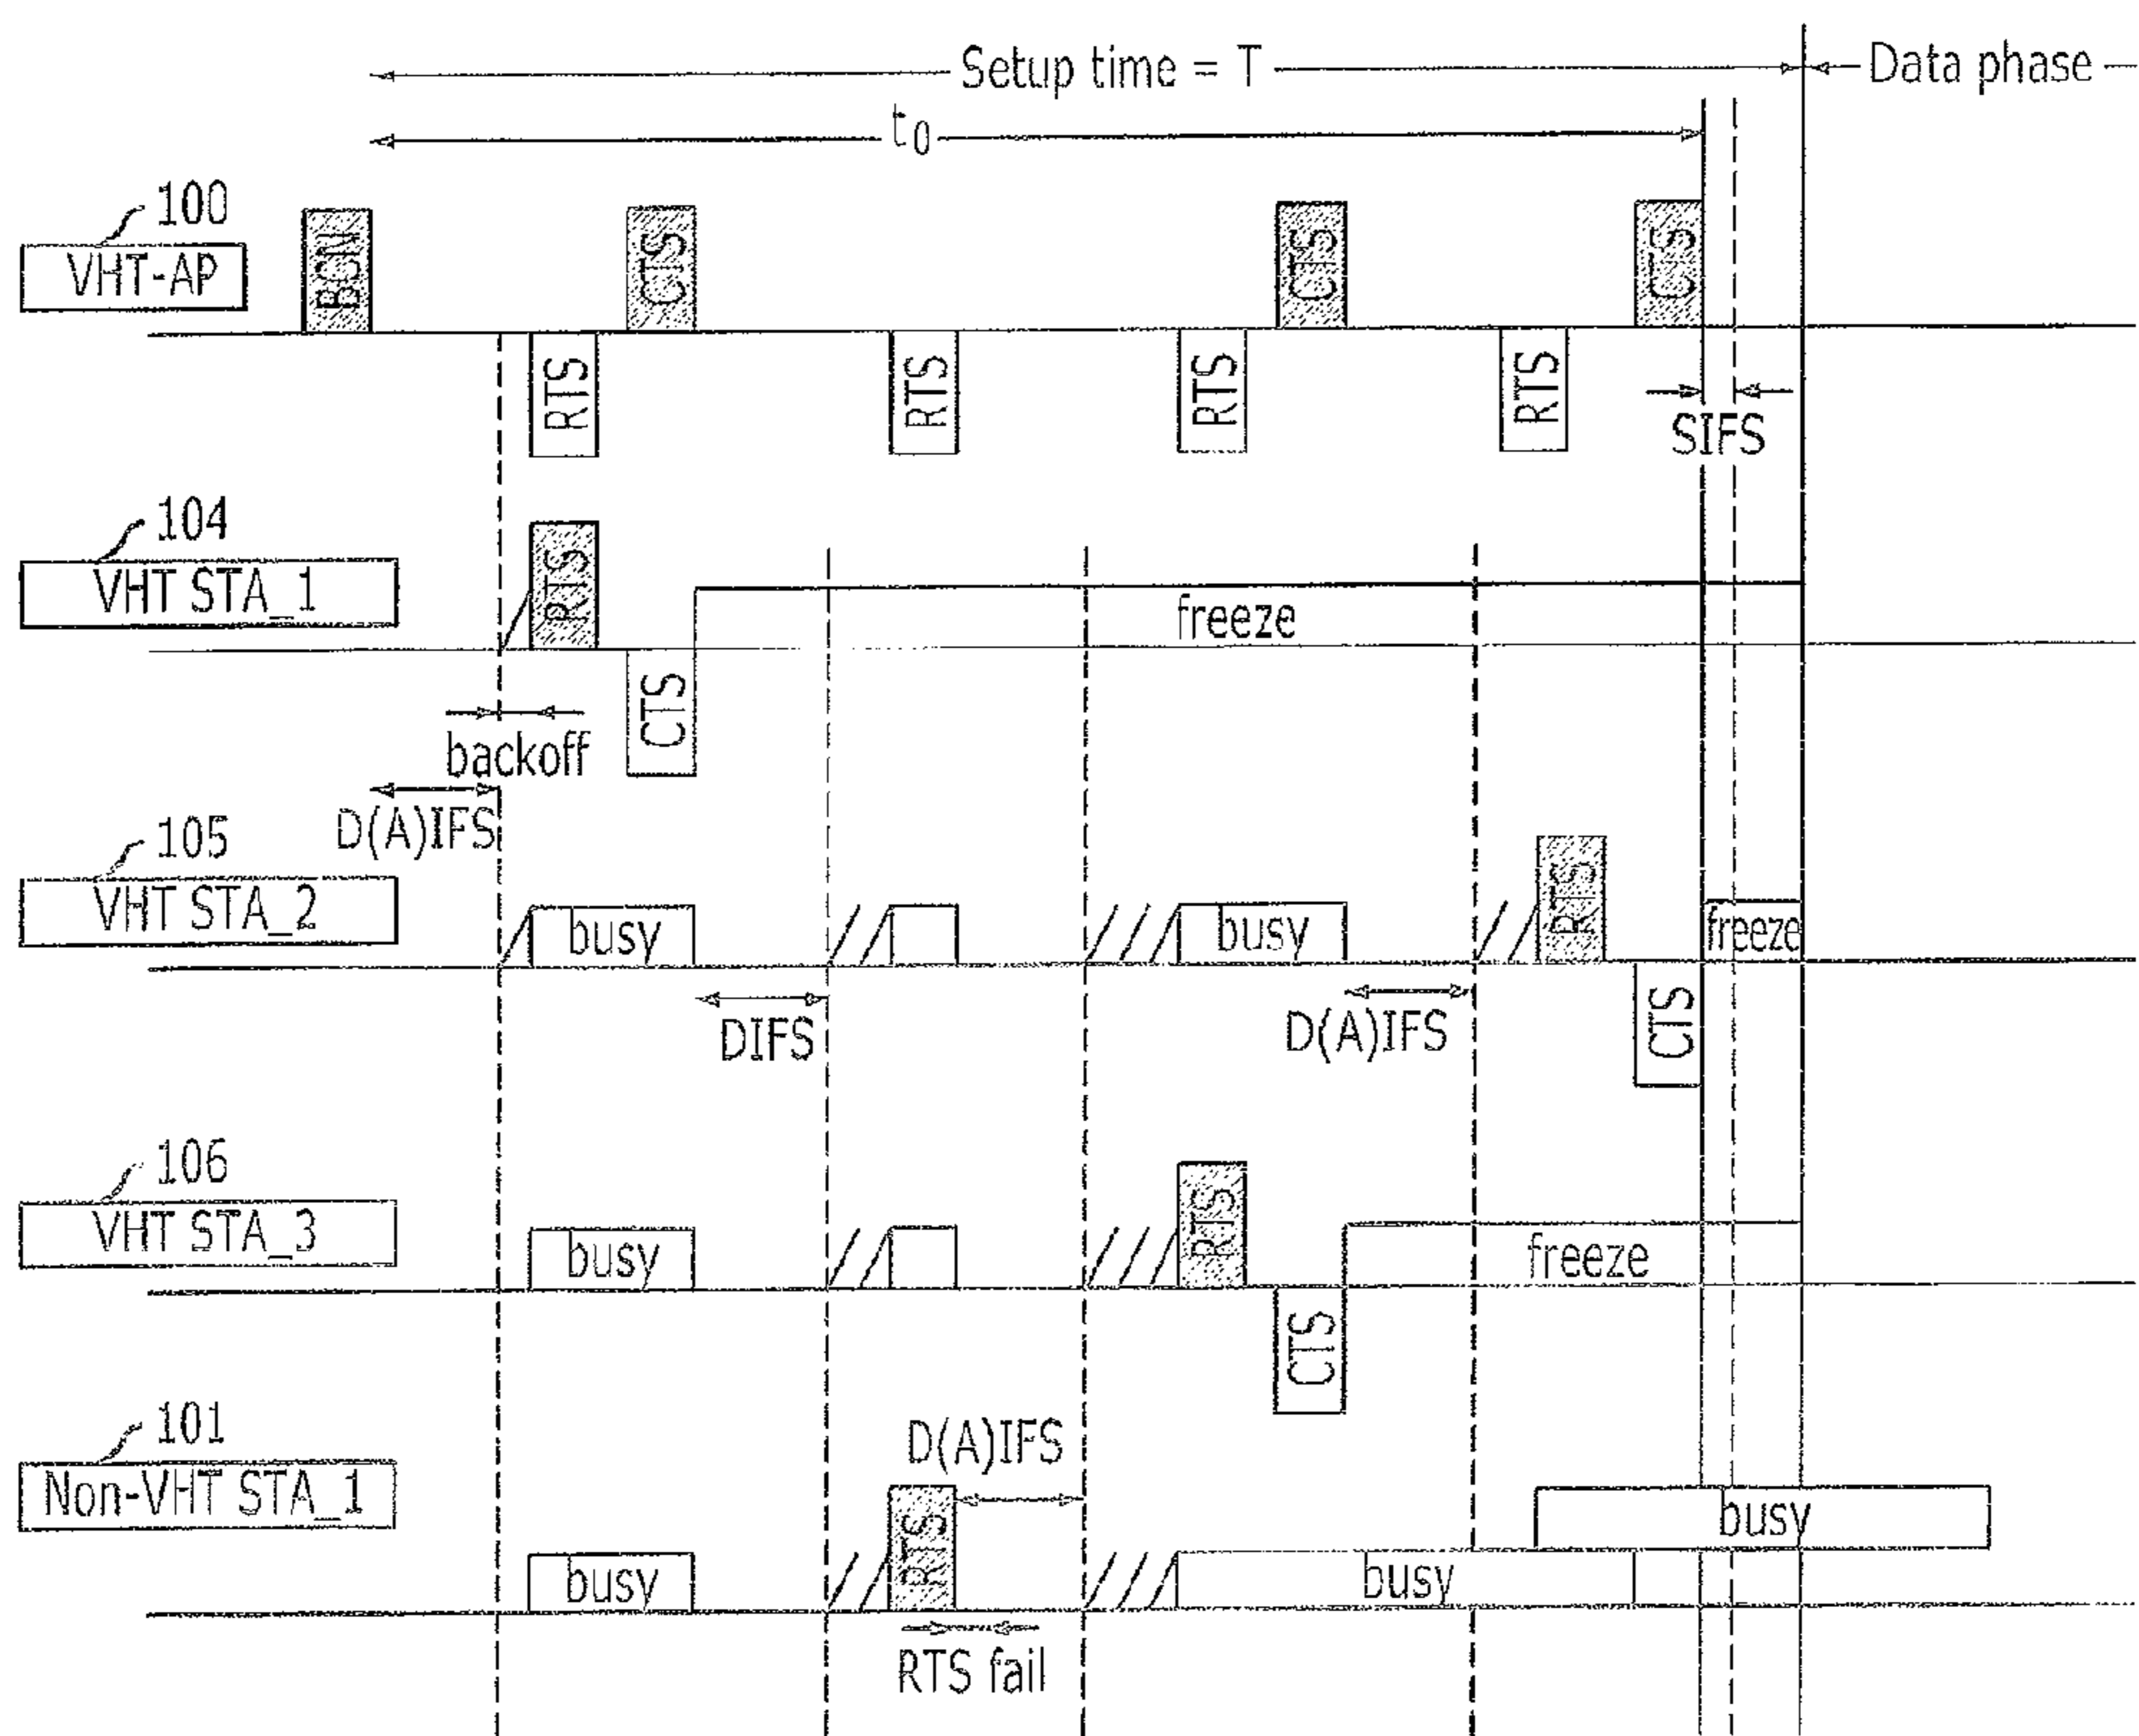 Setup time = T
Data phase
t0
100
VHT-AP
BCN
CTS
CTS
CTS
RTS
RTS
RTS
RTS
SIFS
104
VHT STA_1
RTS
freeze
CTS
backoff
D(A)IFS
105
VHT STA_2
busy
busy
RTS
freeze
DIFS
D(A)IFS
CTS
106
VHT STA_3
busy
RTS
freeze
CTS
101
Non-VHT STA_1
D(A)IFS
busy
RTS
busy
busy
RTS fail